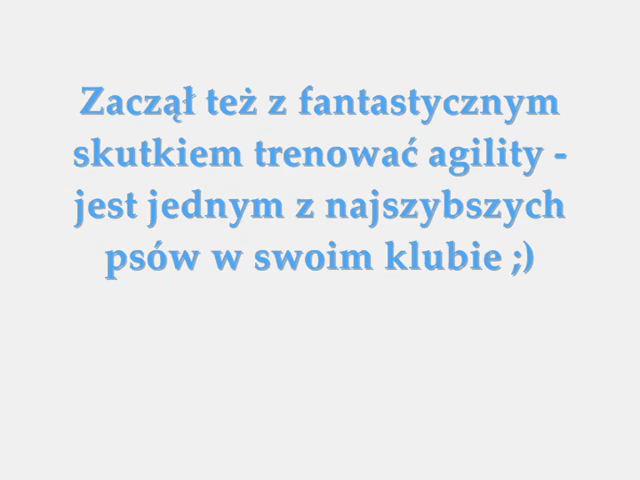 Zaczął też z fantastycznym
skutkiem trenować agility -
jest jednym z najszybszych
psów w swoim klubie ;)